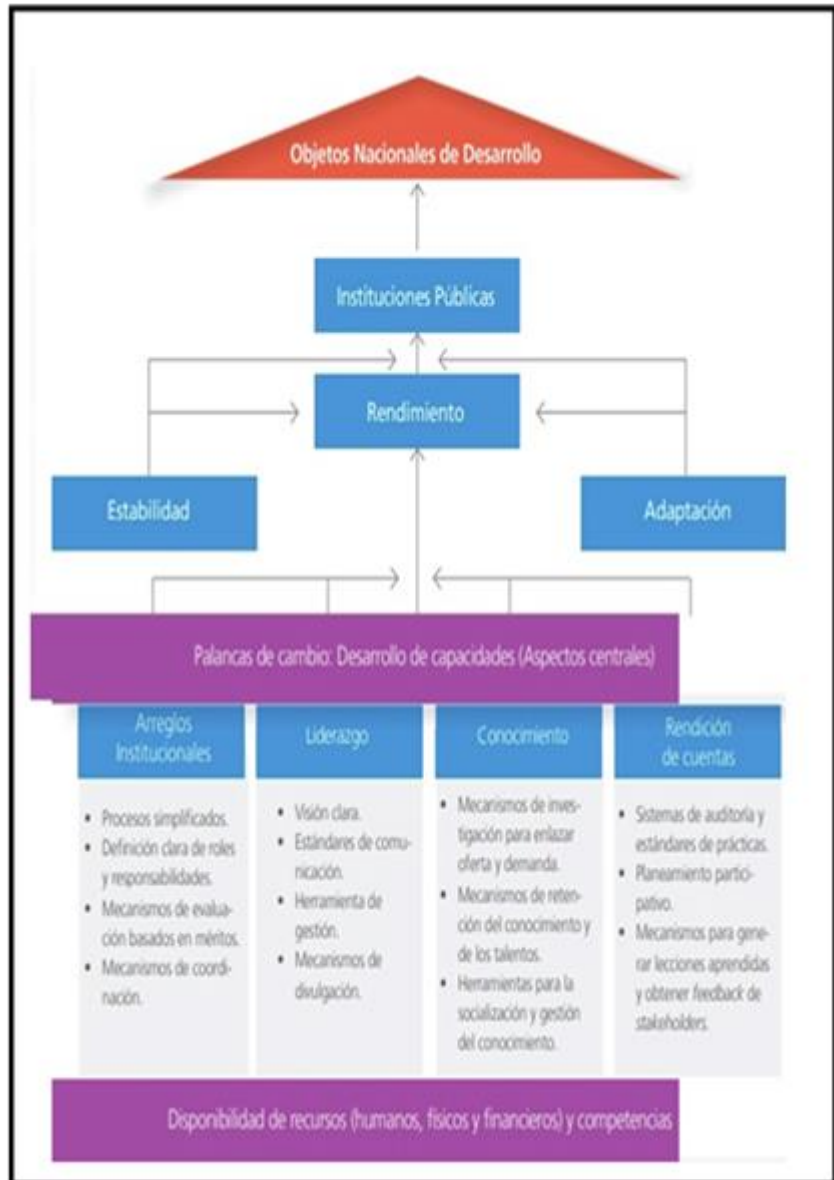 Objetos Nacionales de Desarrollo
Instituciones Públicas
Rendimiento
Estabilidad
Adaptación
Palancas de cambio: Desarrollo de capacidades (Aspectos centrales)
Arreglos
Institucionales
• Procesos simplificados.
• Definición clara de roles
y responsabilidades.
• Mecanismos de evalua-
ción basados en méritos.
• Mecanismos de coordi-
nación.
Liderazgo
• Visión clara.
• Estándares de comu-
nicación.
• Herramienta de
gestión.
• Mecanismos de
divulgación.
Conocimiento
• Mecanismos de inves-
tigación para enlazar
oferta y demanda.
• Mecanismos de reten-
ción del conocimiento y
de los talentos.
• Herramientas para la
socialización y gestión
del conocimiento.
Rendición
de cuentas
• Sistemas de auditoría y
estándares de prácticas.
• Planeamiento partici-
pativo.
• Mecanismos para gene-
rar lecciones aprendidas
y obtener feedback de
stakeholders.
Disponibilidad de recursos (humanos, físicos y financieros) y competencias